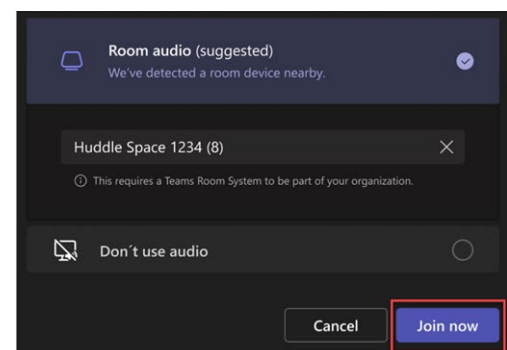 Room audio (suggested)
We've detected a room device nearby.
Huddle Space 1234 (8)
This requires a Teams Room System to be part of your organization.
Don´t use audio
Cancel
Join now